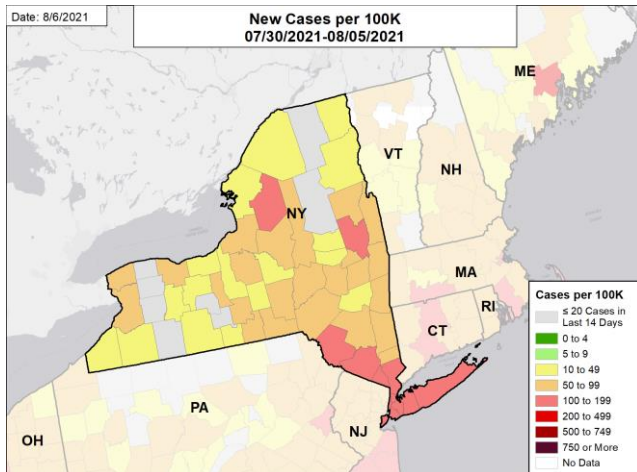 Date: 8/6/2021
New Cases per 100K
07/30/2021-08/05/2021
ME
VT
NH
NY
MA
CT
RI
PA
NJ
OH
Cases per 100K
≤ 20 Cases in
Last 14 Days
0 to 4
5 to 9
10 to 49
50 to 99
100 to 199
200 to 499
500 to 749
750 or More
No Data